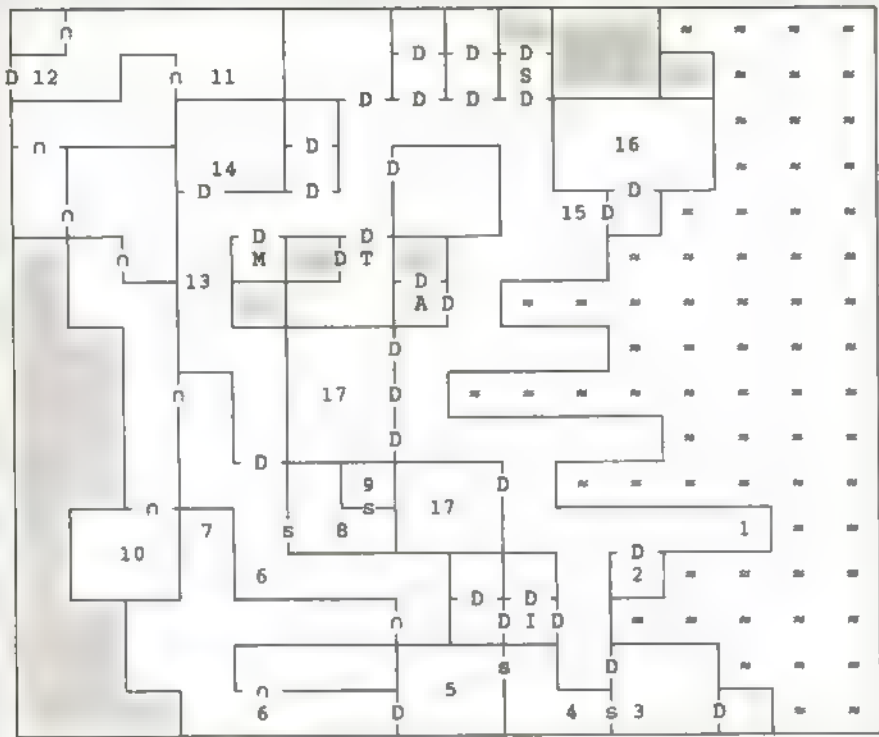 ∩ ≈ ≈ ≈ ≈
D D D
D 12 ∩ 11 S ≈ ≈ ≈
D D D D
≈ ≈ ≈
∩ D 16
14 D ≈ ≈ ≈
D D D
∩ 15 D ≈ ≈ ≈ ≈
D D
∩ M D T ≈ ≈ ≈ ≈ ≈
13 D
A D ≈ ≈ ≈ ≈ ≈ ≈ ≈
D ≈ ≈ ≈ ≈ ≈
∩ 17 D ≈ ≈ ≈ ≈ ≈ ≈ ≈ ≈
D ≈ ≈ ≈ ≈
D
9 D ≈ ≈ ≈ ≈ ≈ ≈
∩ s 17
7 s 8 1 ≈ ≈
10 D
6 2 ≈ ≈ ≈ ≈
D D
∩ D I D ≈ ≈ ≈ ≈ ≈
s D ≈ ≈ ≈
∩ 5
6 D 4 s 3 D ≈ ≈